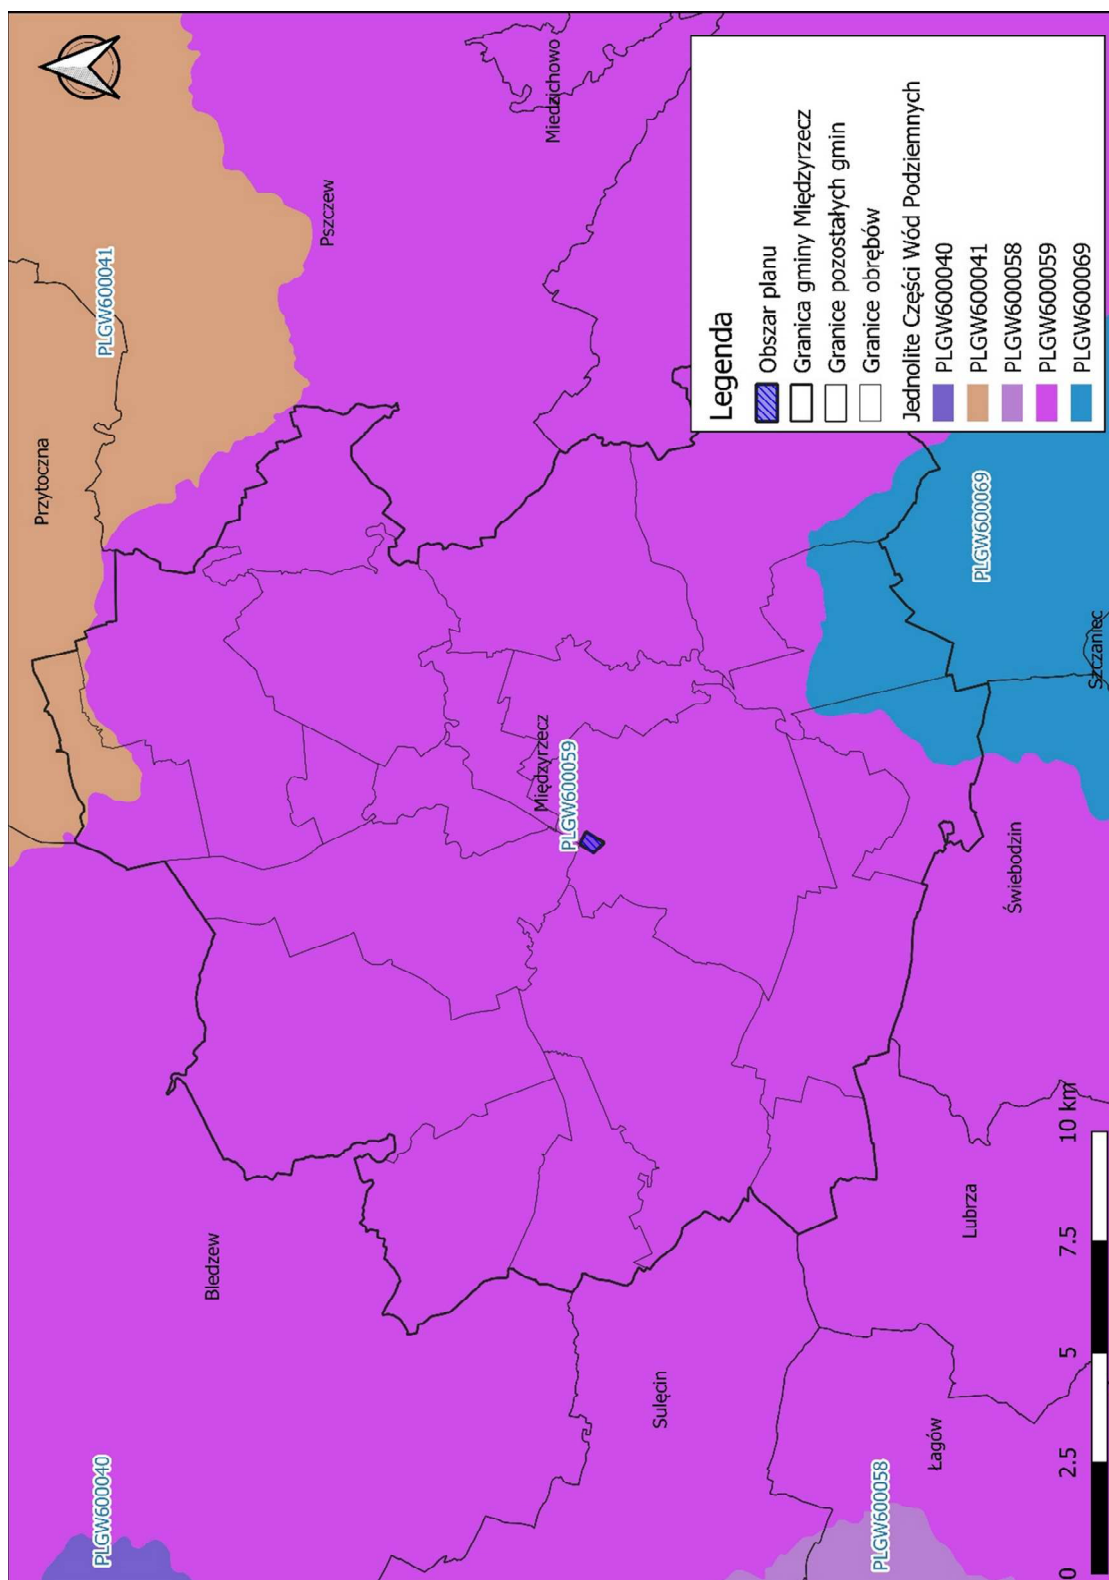 PLGW600040
Bledzew
Przytoczna
PLGW600041
Pszczew
Miedzichowo
Międzyrzecz
PLGW600059
Sulęcin
PLGW600058
Łagów
Lubrza
Świebodzin
PLGW600069
Szczaniec
0 2.5 5 7.5 10 km
Legenda
Obszar planu
Granica gminy Międzyrzecz
Granice pozostałych gmin
Granice obrębów
Jednolite Części Wód Podziemnych
PLGW600040
PLGW600041
PLGW600058
PLGW600059
PLGW600069